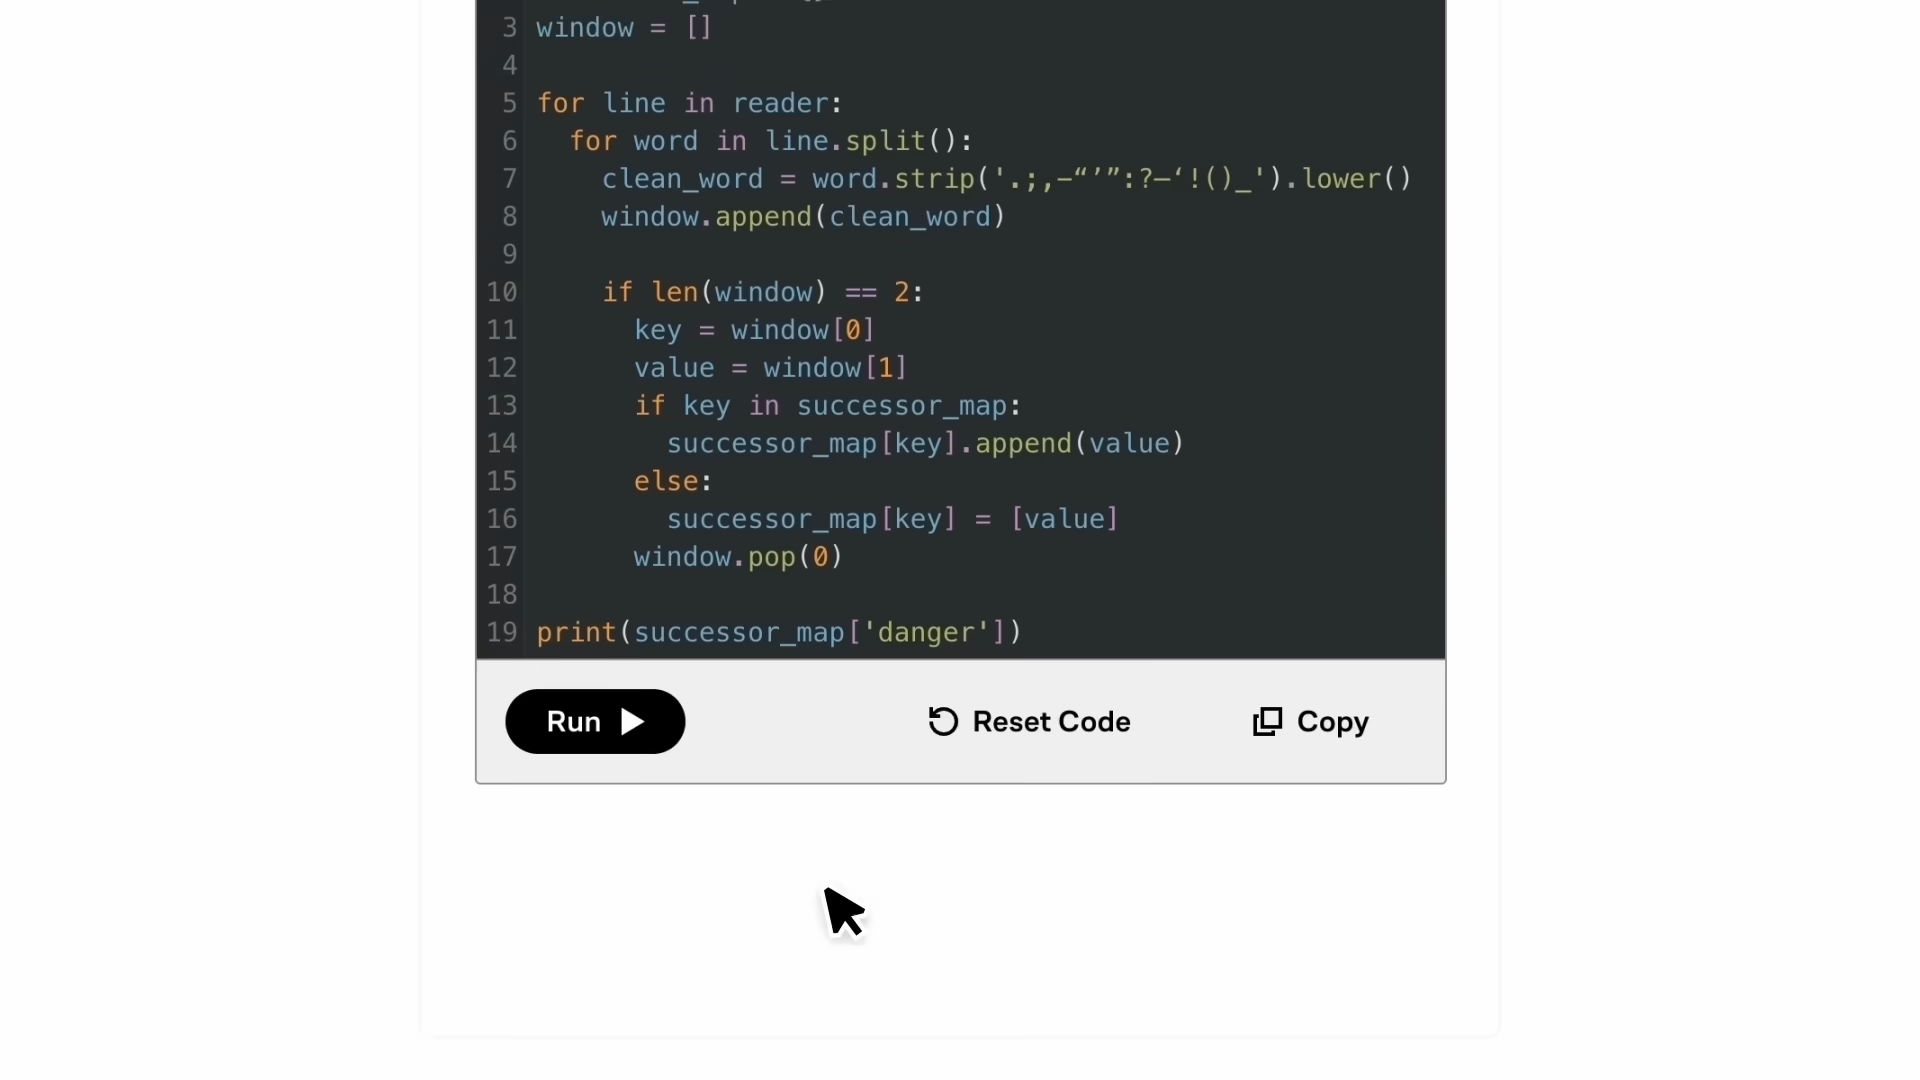 3 window = []
4
5 for line in reader:
6 for word in line.split():
7 clean_word = word.strip('.;,—“’”:?—‘!()_').lower()
8 window.append(clean_word)
9
10 if len(window) == 2:
11 key = window[0]
12 value = window[1]
13 if key in successor_map:
14 successor_map[key].append(value)
15 else:
16 successor_map[key] = [value]
17 window.pop(0)
18
19 print(successor_map['danger'])
Run Reset Code Copy